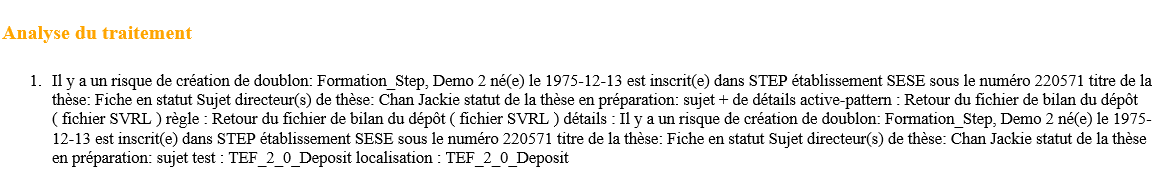 Analyse du traitement
1. Il y a un risque de création de doublon: Formation_Step, Demo 2 né(e) le 1975-12-13 est inscrit(e) dans STEP établissement SESE sous le numéro 220571 titre de la
thèse: Fiche en statut Sujet directeur(s) de thèse: Chan Jackie statut de la thèse en préparation: sujet + de détails active-pattern : Retour du fichier de bilan du dépôt
( fichier SVRL ) règle : Retour du fichier de bilan du dépôt ( fichier SVRL ) détails : Il y a un risque de création de doublon: Formation_Step, Demo 2 né(e) le 1975-
12-13 est inscrit(e) dans STEP établissement SESE sous le numéro 220571 titre de la thèse: Fiche en statut Sujet directeur(s) de thèse: Chan Jackie statut de la thèse
en préparation: sujet test : TEF_2_0_Deposit localisation : TEF_2_0_Deposit